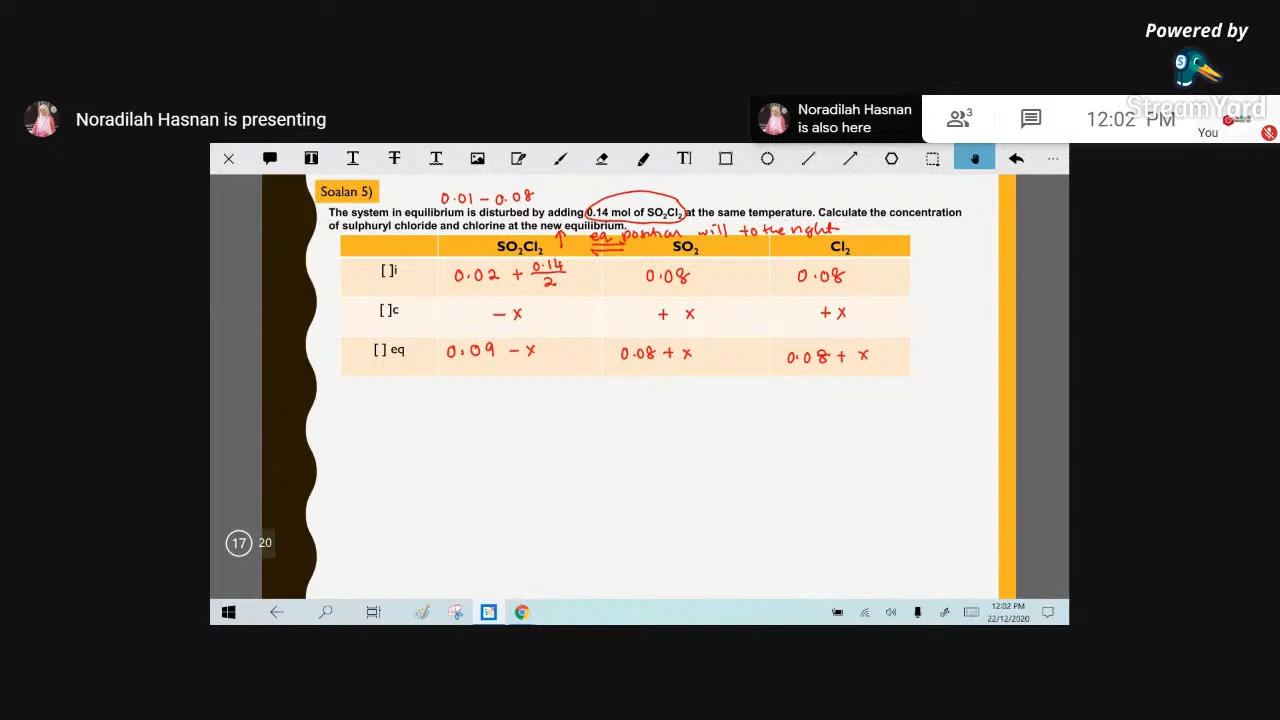 Powered by
S
StreamYard
Noradilah Hasnan is presenting
Noradilah Hasnan
is also here
3
12:02 PM
You
Soalan 5)
0.01 - 0.08
The system in equilibrium is disturbed by adding 0.14 mol of SO₂Cl₂ at the same temperature. Calculate the concentration
of sulphuryl chloride and chlorine at the new equilibrium.
↑ eq position will to the right
SO₂Cl₂ ⇌ SO₂ Cl₂
[ ]i 0.02 + 0.14/2 0.08 0.08
[ ]c - x + x + x
[ ] eq 0.09 - x 0.08 + x 0.08 + x
17 20
12:02 PM
22/12/2020